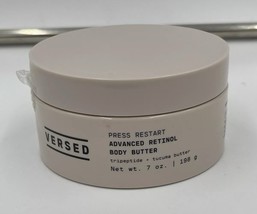 VERSED
PRESS RESTART
ADVANCED RETINOL
BODY BUTTER
tripeptide + tucuma butter
Net wt. 7 oz. | 198 g